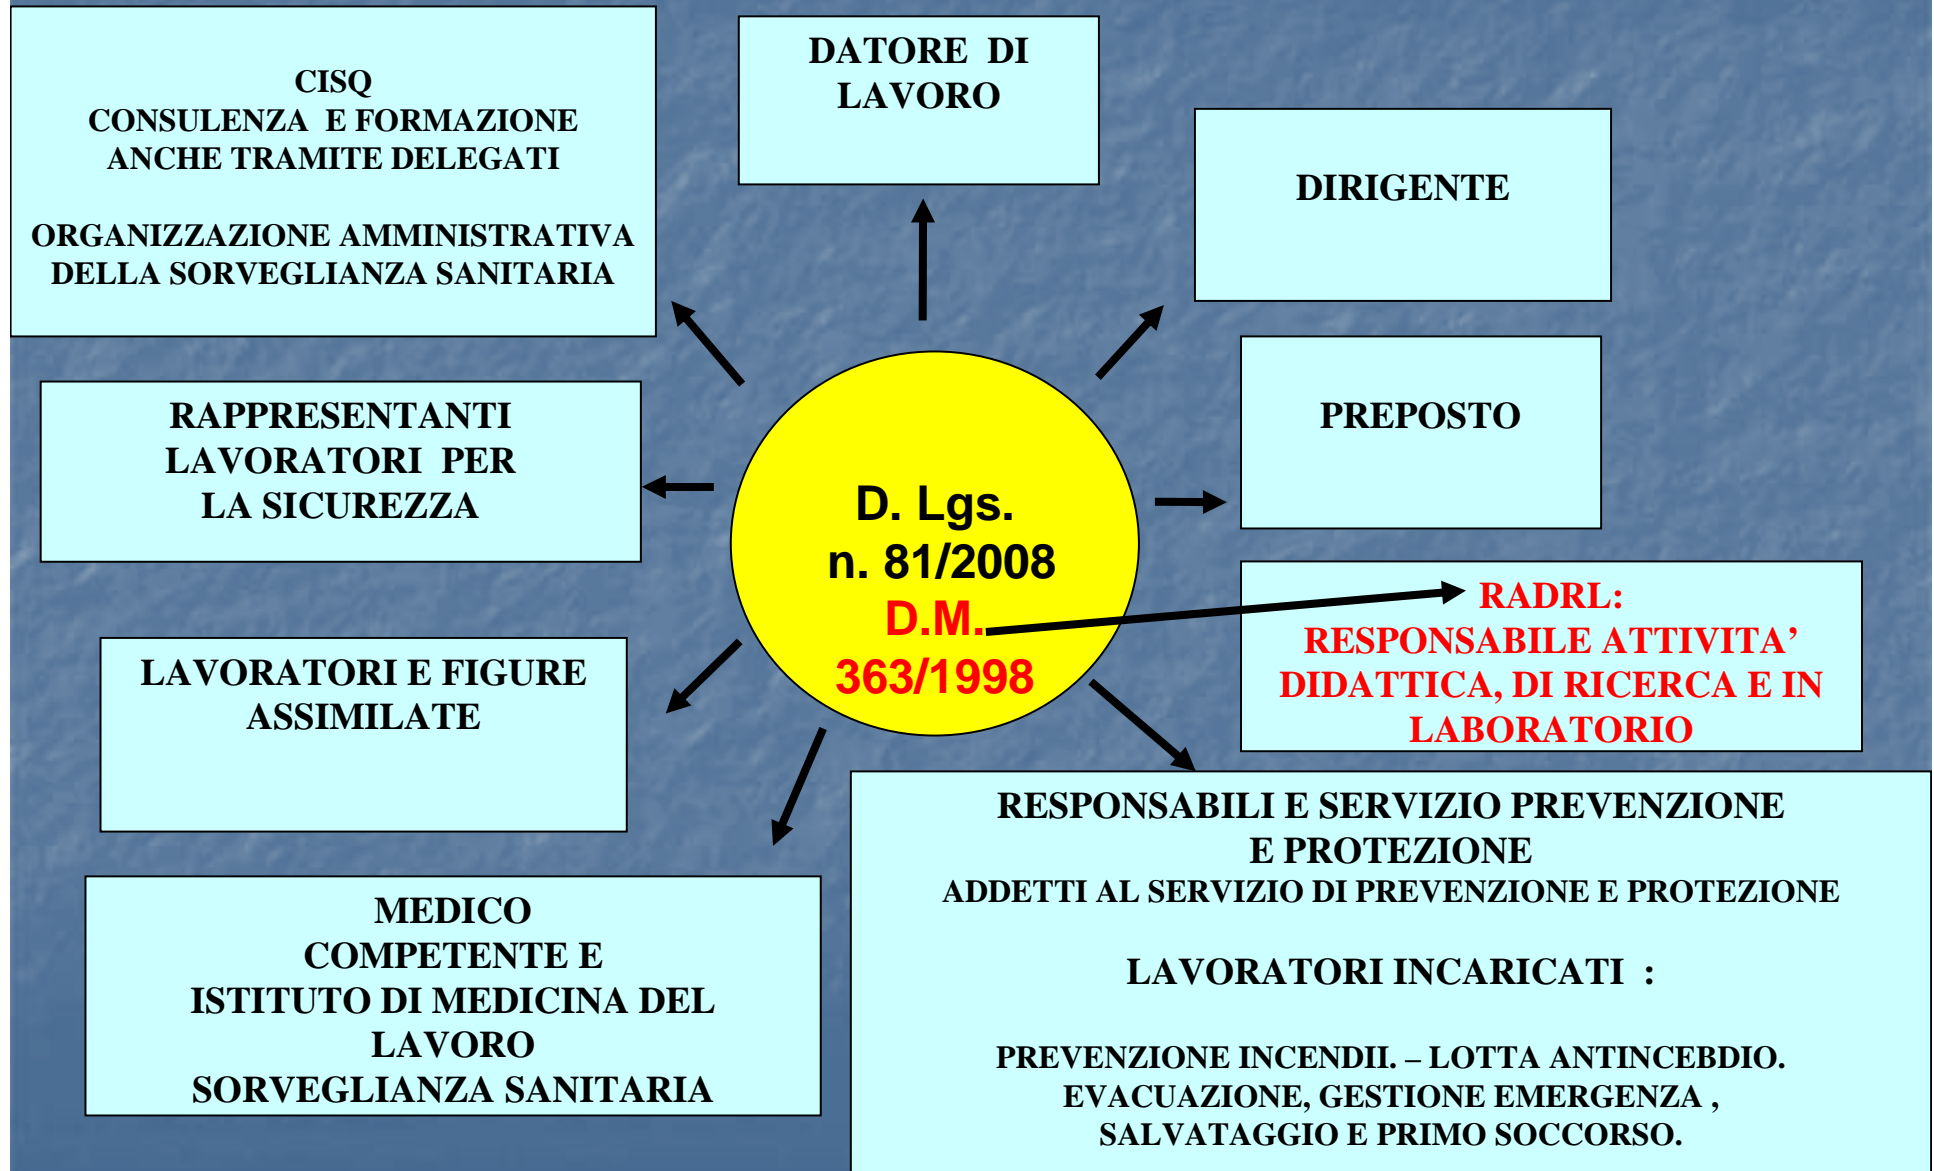 CISQ
CONSULENZA E FORMAZIONE
ANCHE TRAMITE DELEGATI
ORGANIZZAZIONE AMMINISTRATIVA
DELLA SORVEGLIANZA SANITARIA
DATORE DI
LAVORO
DIRIGENTE
RAPPRESENTANTI
LAVORATORI PER
LA SICUREZZA
PREPOSTO
D. Lgs.
n. 81/2008
D.M.
363/1998
RADRL:
RESPONSABILE ATTIVITA’
DIDATTICA, DI RICERCA E IN
LABORATORIO
LAVORATORI E FIGURE
ASSIMILATE
MEDICO
COMPETENTE E
ISTITUTO DI MEDICINA DEL
LAVORO
SORVEGLIANZA SANITARIA
RESPONSABILI E SERVIZIO PREVENZIONE
E PROTEZIONE
ADDETTI AL SERVIZIO DI PREVENZIONE E PROTEZIONE
LAVORATORI INCARICATI :
PREVENZIONE INCENDII. – LOTTA ANTINCEBDIO.
EVACUAZIONE, GESTIONE EMERGENZA ,
SALVATAGGIO E PRIMO SOCCORSO.